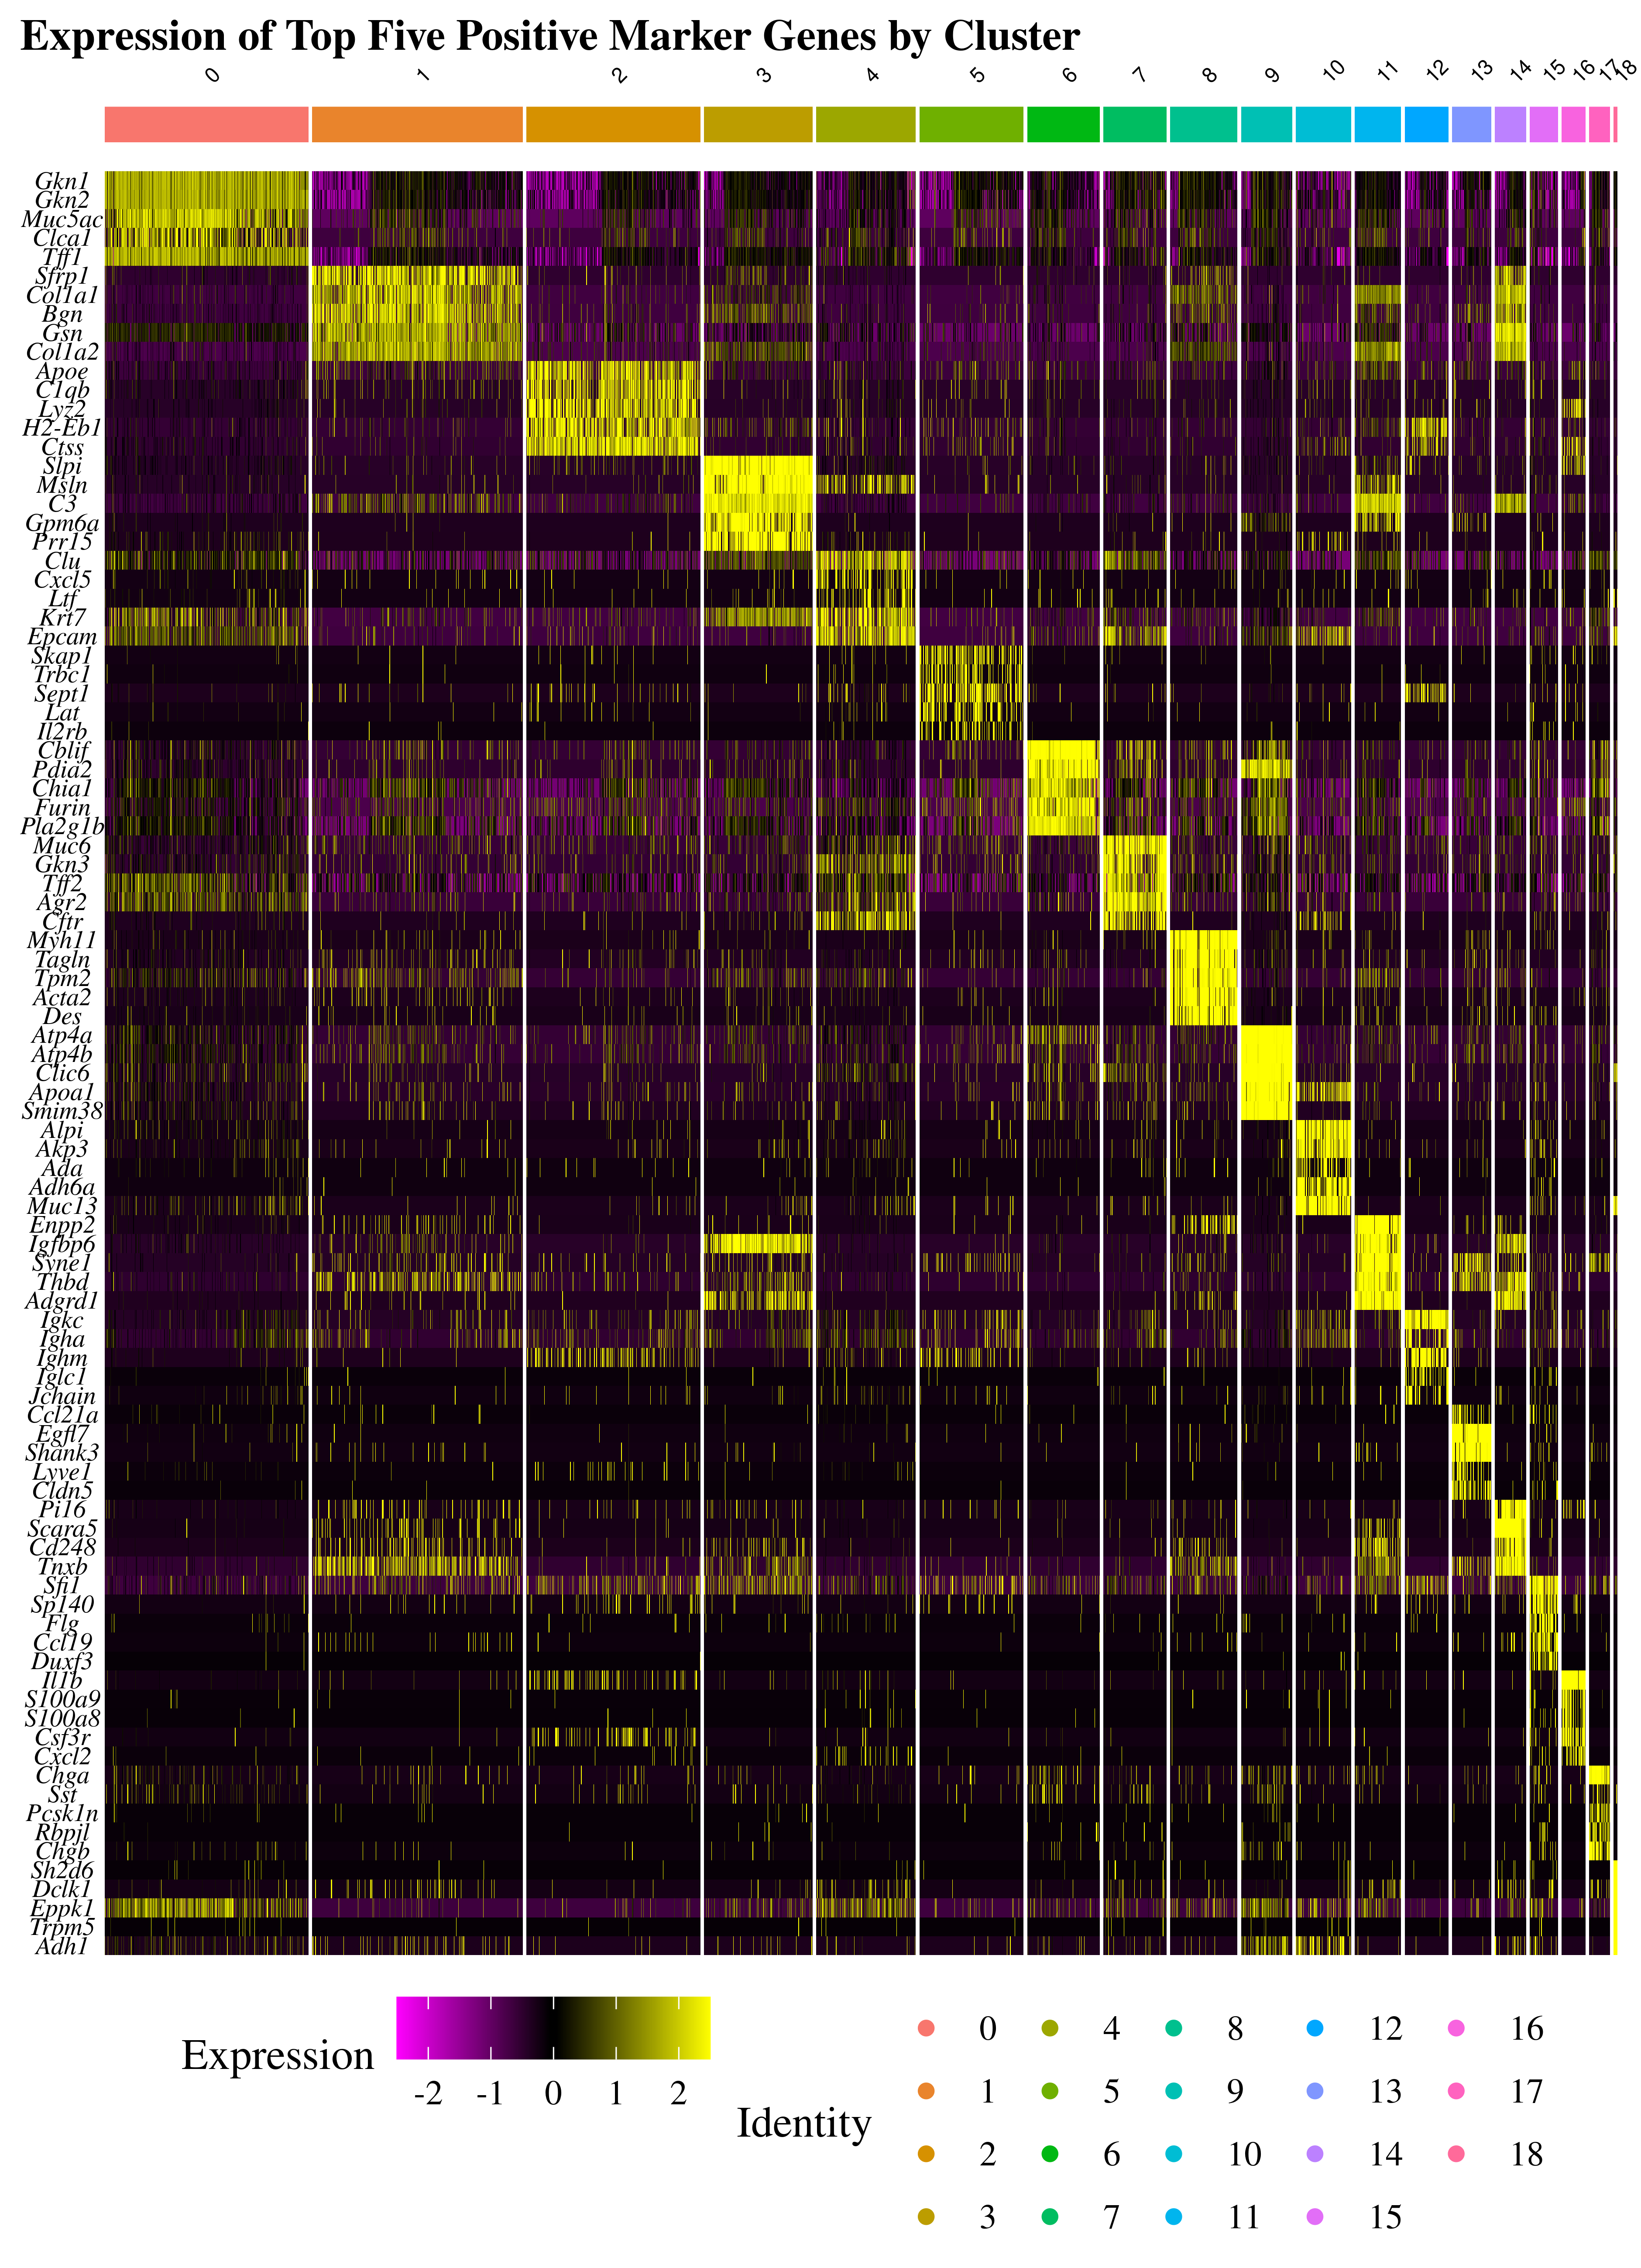 Expression of Top Five Positive Marker Genes by Cluster
0 1 2 3 4 5 6 7 8 9 10 11 12 13 14 15 16 17 18
Gkn1
Gkn2
Muc5ac
Clca1
Tff1
Sfrp1
Col1a1
Bgn
Gsn
Col1a2
Apoe
C1qb
Lyz2
H2-Eb1
Ctss
Slpi
Msln
C3
Gpm6a
Prr15
Clu
Cxcl5
Ltf
Krt7
Epcam
Skap1
Trbc1
Sept1
Lat
Il2rb
Cblif
Pdia2
Chia1
Furin
Pla2g1b
Muc6
Gkn3
Tff2
Agr2
Cftr
Myh11
Tagln
Tpm2
Acta2
Des
Atp4a
Atp4b
Clic6
Apoa1
Smim38
Alpi
Akp3
Ada
Adh6a
Muc13
Enpp2
Igfbp6
Syne1
Thbd
Adgrd1
Igkc
Igha
Ighm
Iglc1
Jchain
Ccl21a
Egfl7
Shank3
Lyve1
Cldn5
Pi16
Scara5
Cd248
Tnxb
Sfi1
Sp140
Flg
Ccl19
Duxf3
Il1b
S100a9
S100a8
Csf3r
Cxcl2
Chga
Sst
Pcsk1n
Rbpjl
Chgb
Sh2d6
Dclk1
Eppk1
Trpm5
Adh1
Expression
-2 -1 0 1 2
Identity
0 4 8 12 16
1 5 9 13 17
2 6 10 14 18
3 7 11 15